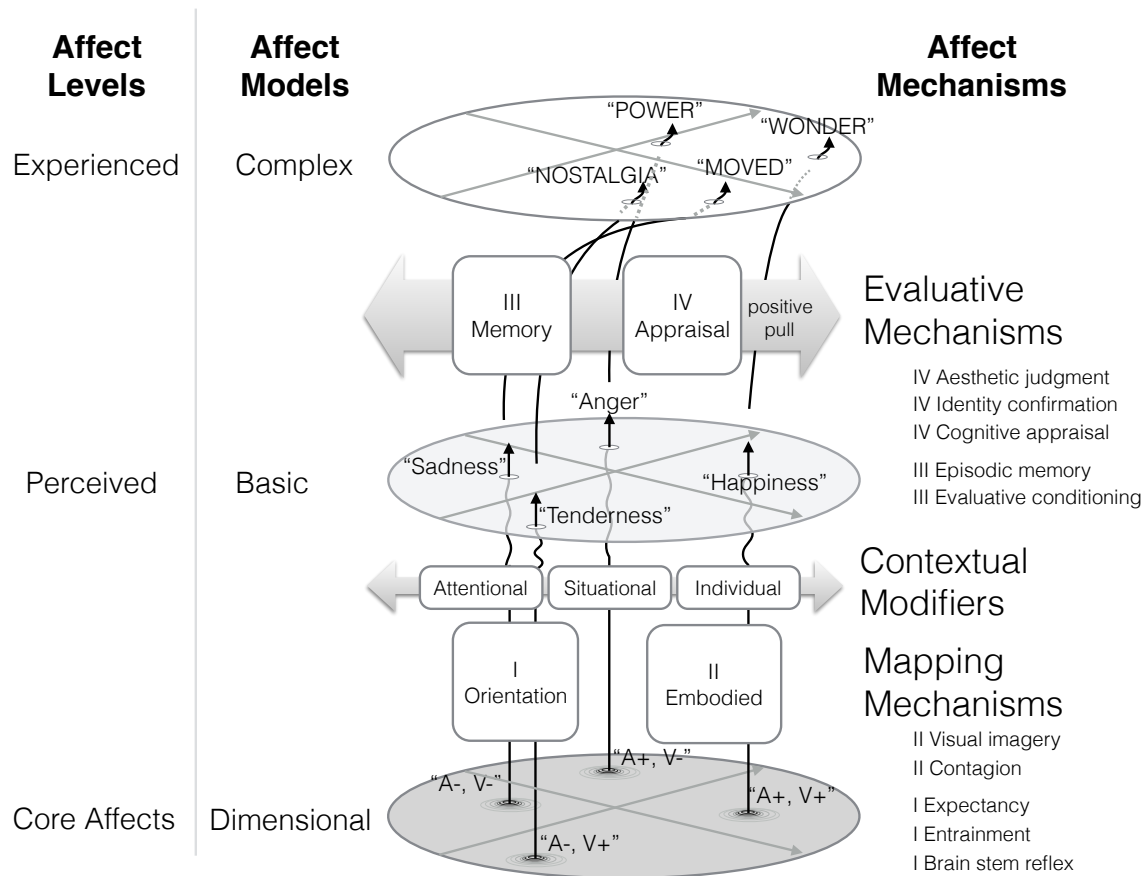 Affect
Levels
Affect
Models
Affect
Mechanisms
Experienced
Complex
“POWER”
“WONDER”
“NOSTALGIA”
“MOVED”
III
Memory
IV
Appraisal
positive
pull
Evaluative
Mechanisms
IV Aesthetic judgment
IV Identity confirmation
IV Cognitive appraisal
III Episodic memory
III Evaluative conditioning
Perceived
Basic
“Anger”
“Sadness”
“Happiness”
“Tenderness”
Attentional
Situational
Individual
Contextual
Modifiers
I
Orientation
II
Embodied
Mapping
Mechanisms
II Visual imagery
II Contagion
I Expectancy
I Entrainment
I Brain stem reflex
Core Affects
Dimensional
“A-, V-”
“A+, V-”
“A+, V+”
“A-, V+”